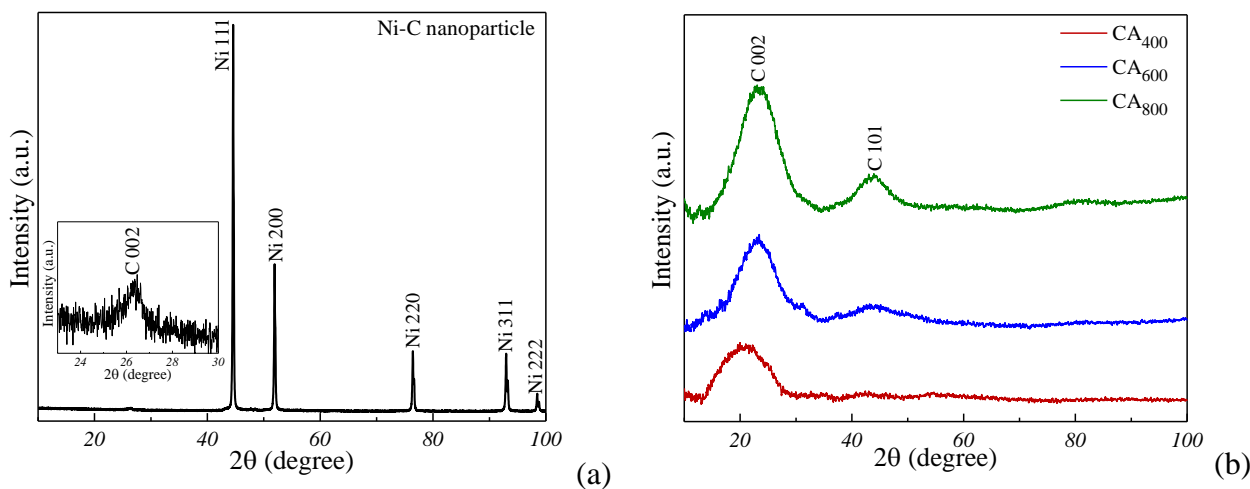 Ni-C nanoparticle
Ni 111
Ni 200
Ni 220
Ni 311
Ni 222
Intensity (a.u.)
C 002
Intensity (a.u.)
24 26 28 30
2θ (degree)
20 40 60 80 100
2θ (degree)
(a)
CA₄₀₀
CA₆₀₀
CA₈₀₀
C 002
C 101
Intensity (a.u.)
20 40 60 80 100
2θ (degree)
(b)